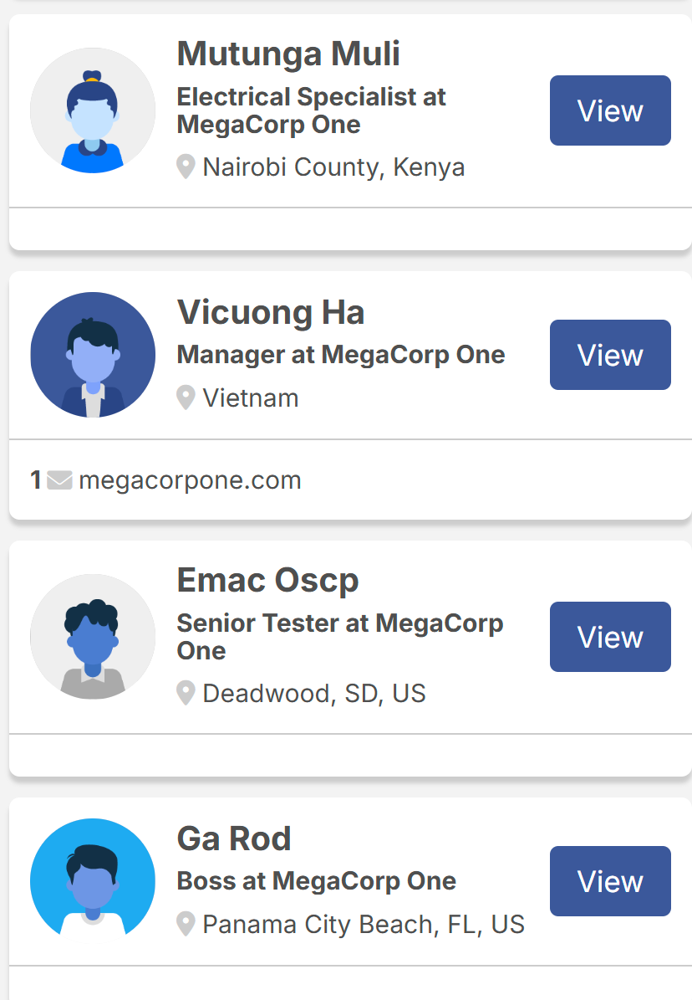 Mutunga Muli
Electrical Specialist at
MegaCorp One
Nairobi County, Kenya
View
Vicuong Ha
Manager at MegaCorp One
Vietnam
View
1 megacorpone.com
Emac Oscp
Senior Tester at MegaCorp
One
Deadwood, SD, US
View
Ga Rod
Boss at MegaCorp One
Panama City Beach, FL, US
View